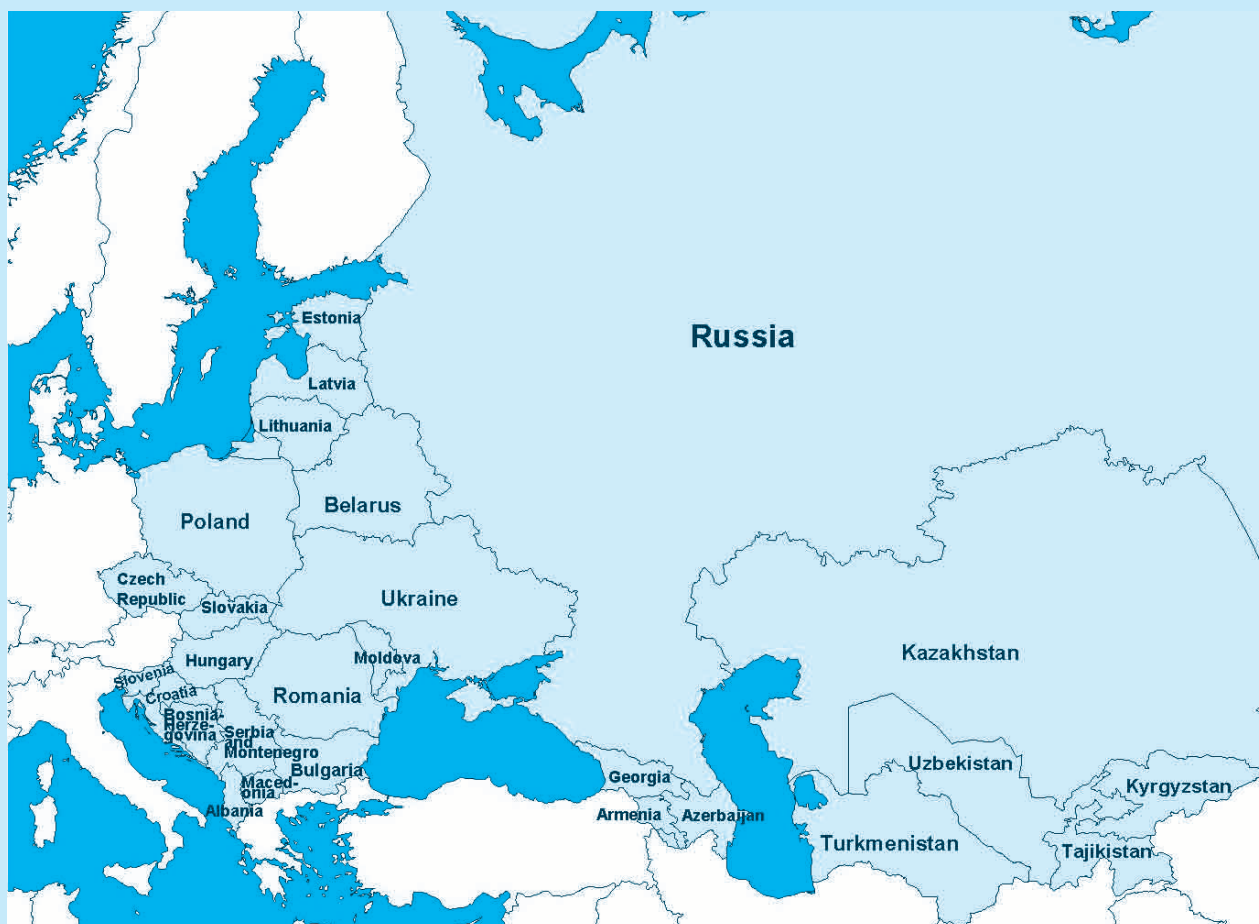 Russia
Estonia
Latvia
Lithuania
Belarus
Poland
Czech
Republic
Slovakia
Ukraine
Hungary
Moldova
Kazakhstan
Slovenia
Croatia
Romania
Bosnia-
Herze-
govina
Serbia
and
Montenegro
Bulgaria
Maced-
onia
Albania
Georgia
Armenia
Azerbaijan
Uzbekistan
Kyrgyzstan
Turkmenistan
Tajikistan